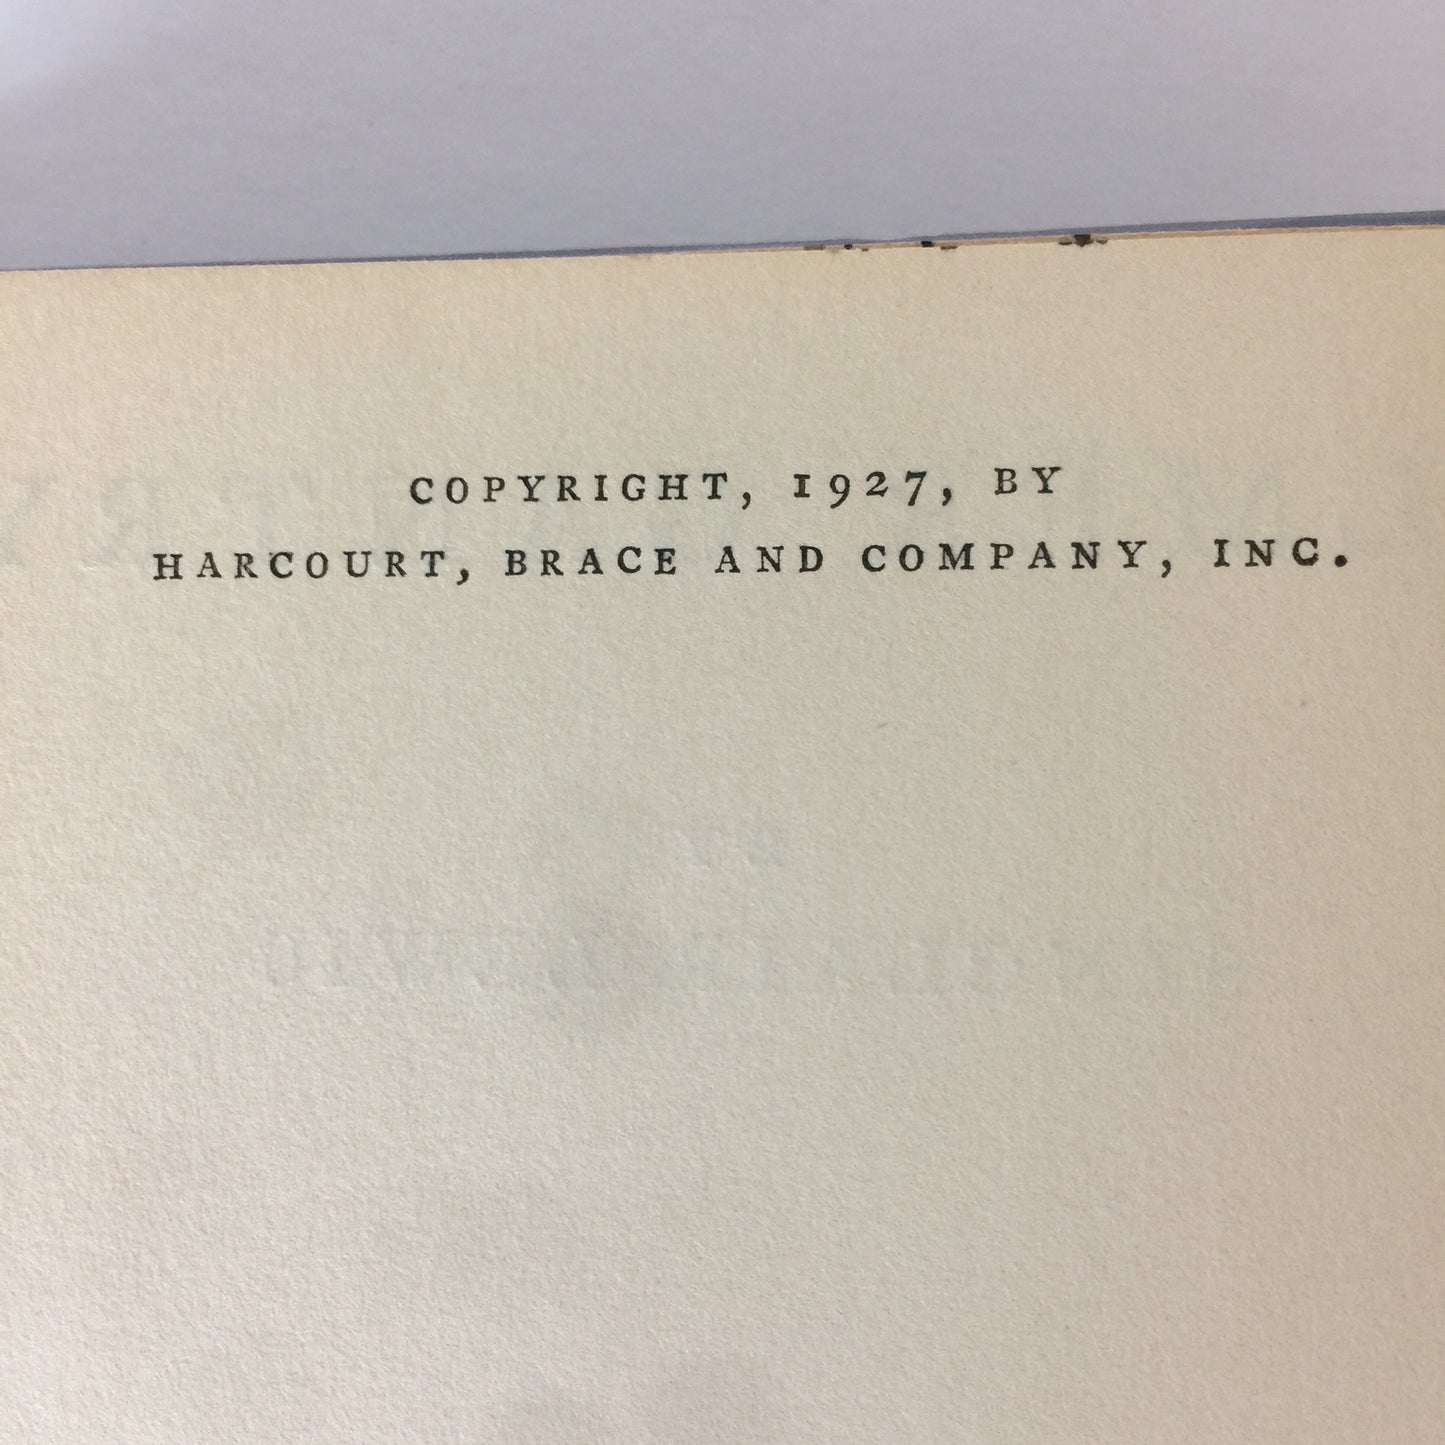 COPYRIGHT, 1927, BY
HARCOURT, BRACE AND COMPANY, INC.